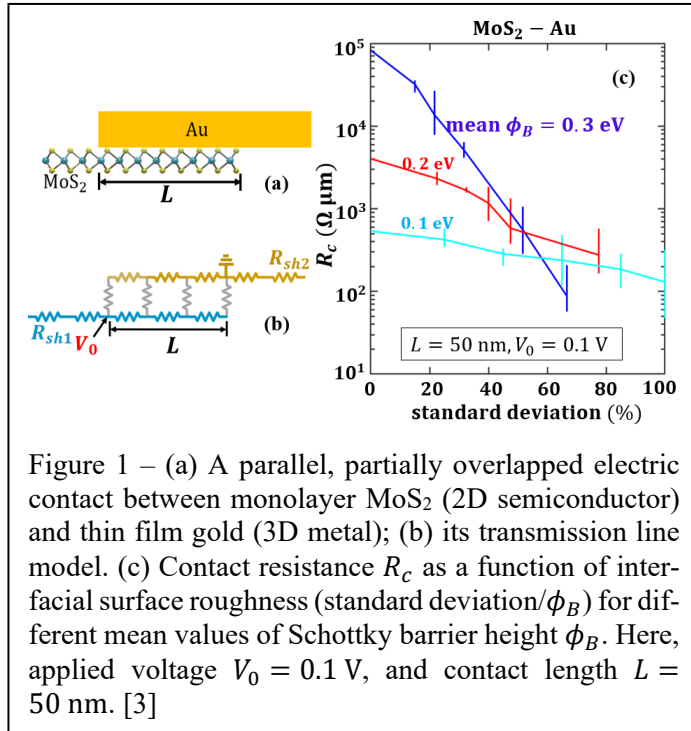 Au
MoS₂
L
(a)
R_sh2
R_sh1
V₀
L
(b)
MoS₂ − Au
(c)
10⁵
10⁴
10³
10²
10¹
R_c (Ω μm)
mean ϕ_B = 0.3 eV
0.2 eV
0.1 eV
L = 50 nm, V₀ = 0.1 V
0 20 40 60 80 100
standard deviation (%)
Figure 1 – (a) A parallel, partially overlapped electric
contact between monolayer MoS₂ (2D semiconductor)
and thin film gold (3D metal); (b) its transmission line
model. (c) Contact resistance R_c as a function of inter-
facial surface roughness (standard deviation/ϕ_B) for dif-
ferent mean values of Schottky barrier height ϕ_B. Here,
applied voltage V₀ = 0.1 V, and contact length L =
50 nm. [3]